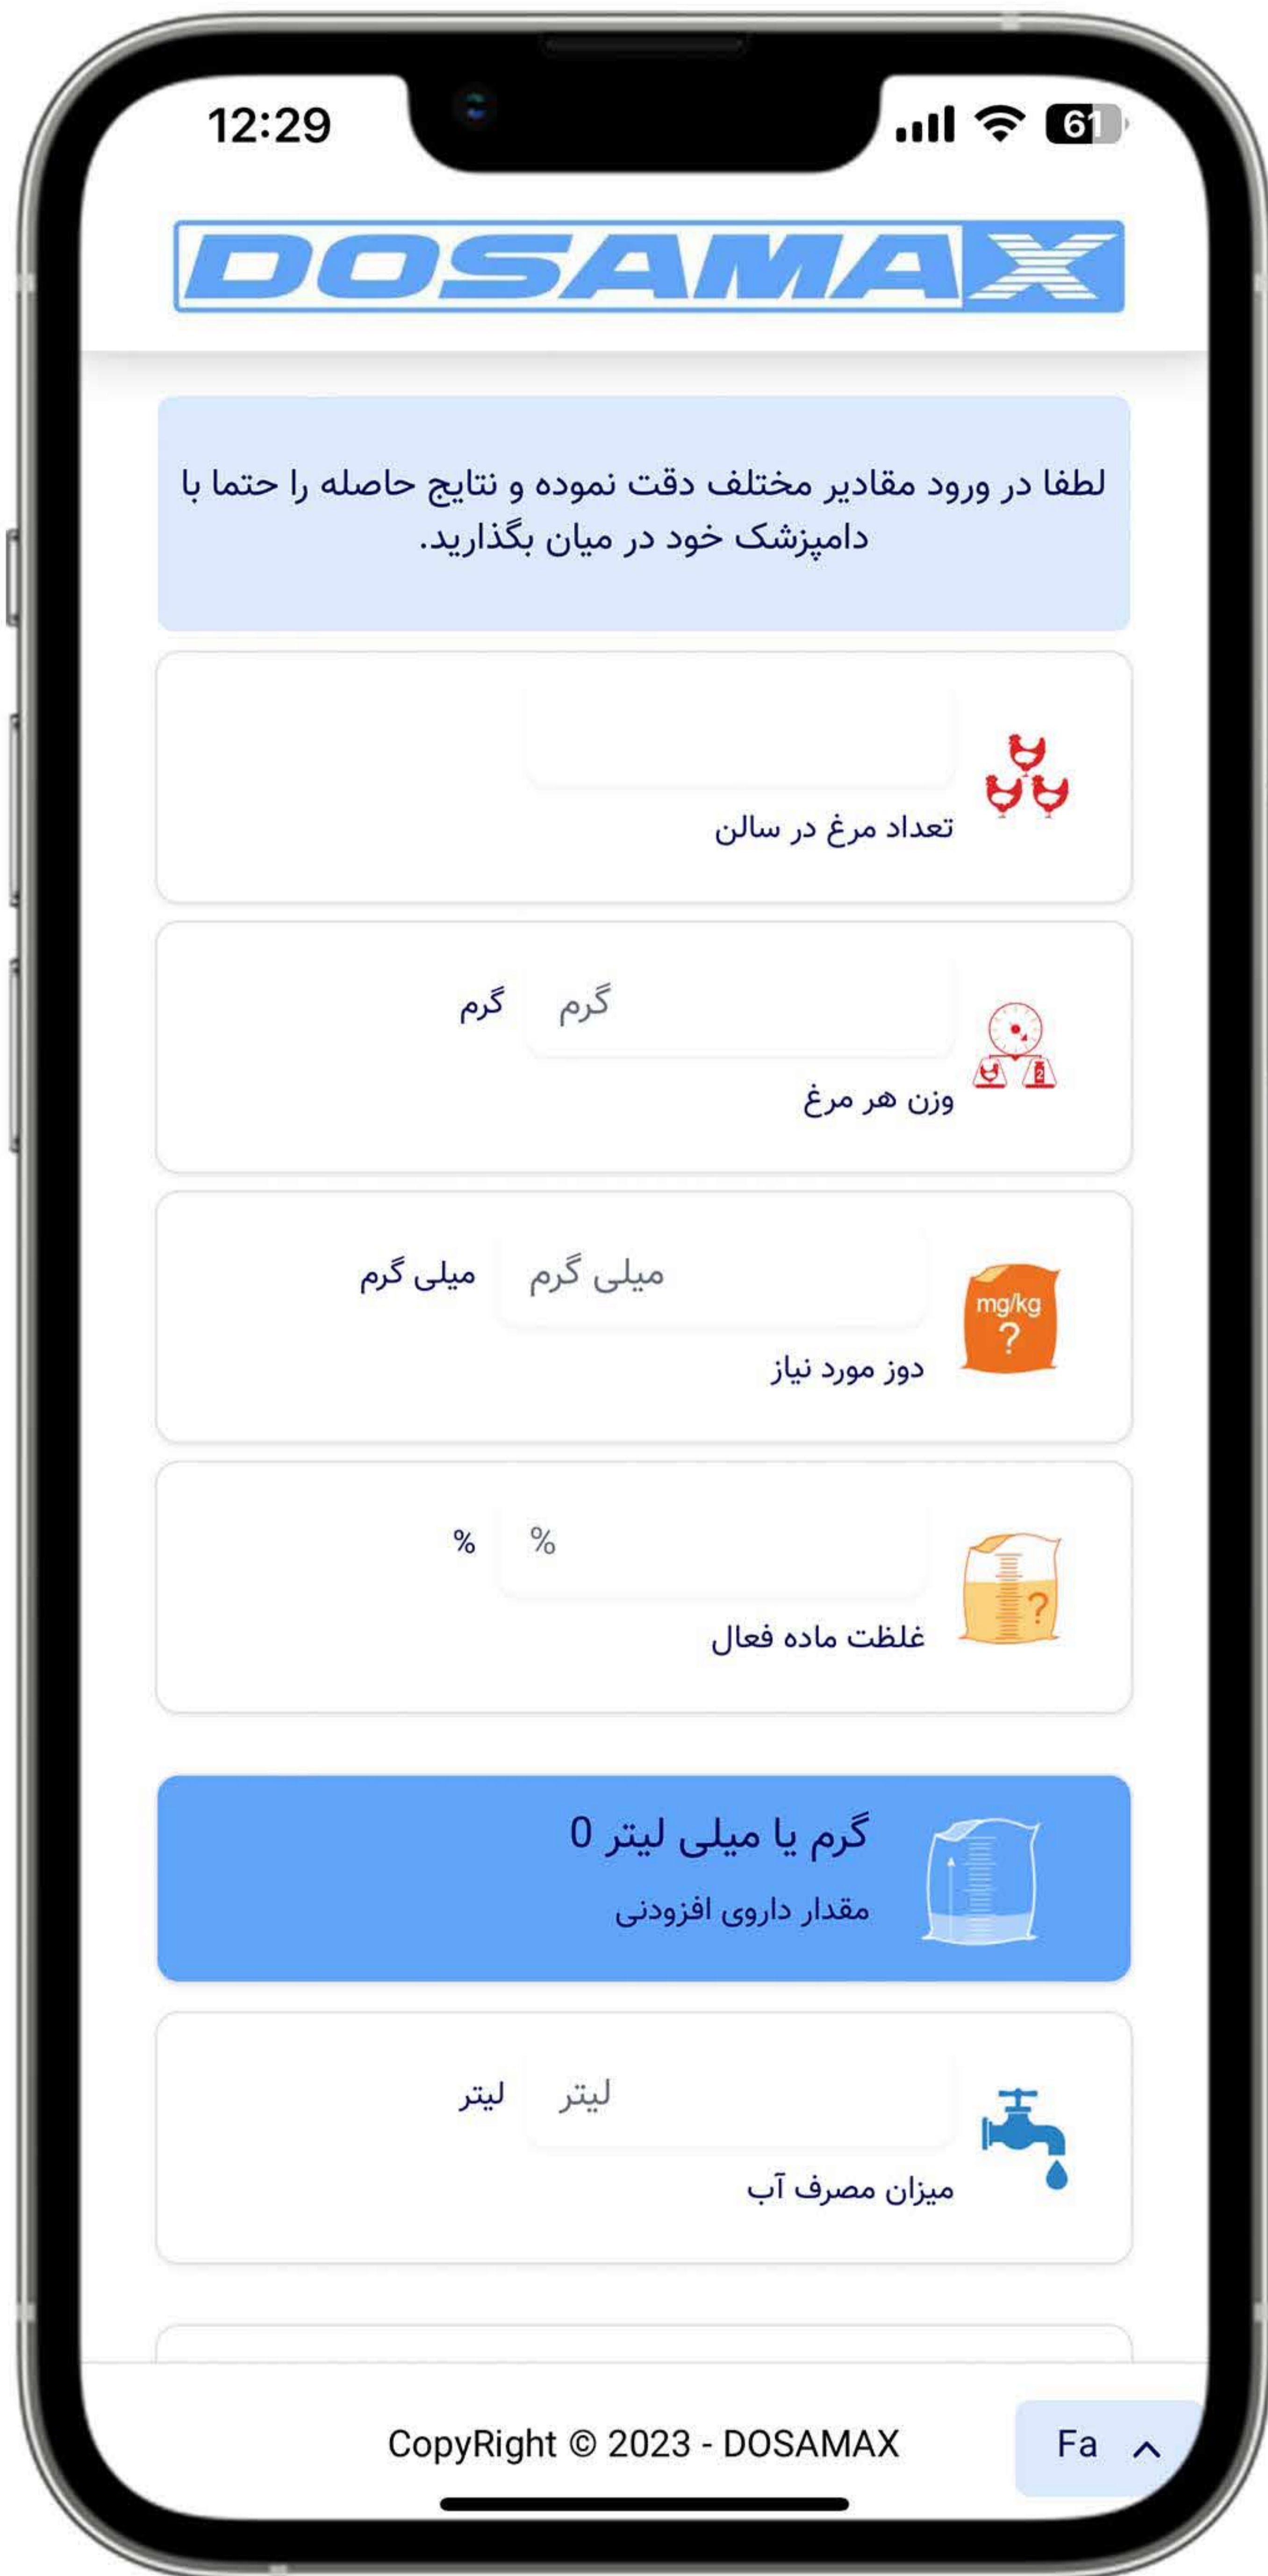 12:29
61
DOSAMAX
لطفا در ورود مقادیر مختلف دقت نموده و نتایج حاصله را حتما با
دامپزشک خود در میان بگذارید.
تعداد مرغ در سالن
گرم گرم
2
وزن هر مرغ
میلی گرم میلی گرم
mg/kg
?
دوز مورد نیاز
% %
?
غلظت ماده فعال
گرم یا میلی لیتر 0
مقدار داروی افزودنی
لیتر لیتر
میزان مصرف آب
CopyRight © 2023 - DOSAMAX
Fa